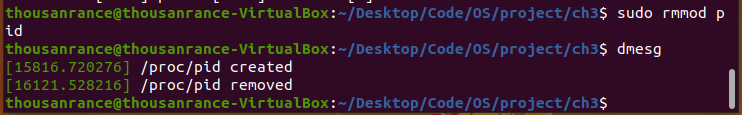 thousanrance@thousanrance-VirtualBox:~/Desktop/Code/OS/project/ch3$ sudo rmmod p
id
thousanrance@thousanrance-VirtualBox:~/Desktop/Code/OS/project/ch3$ dmesg
[15816.720276] /proc/pid created
[16121.528216] /proc/pid removed
thousanrance@thousanrance-VirtualBox:~/Desktop/Code/OS/project/ch3$